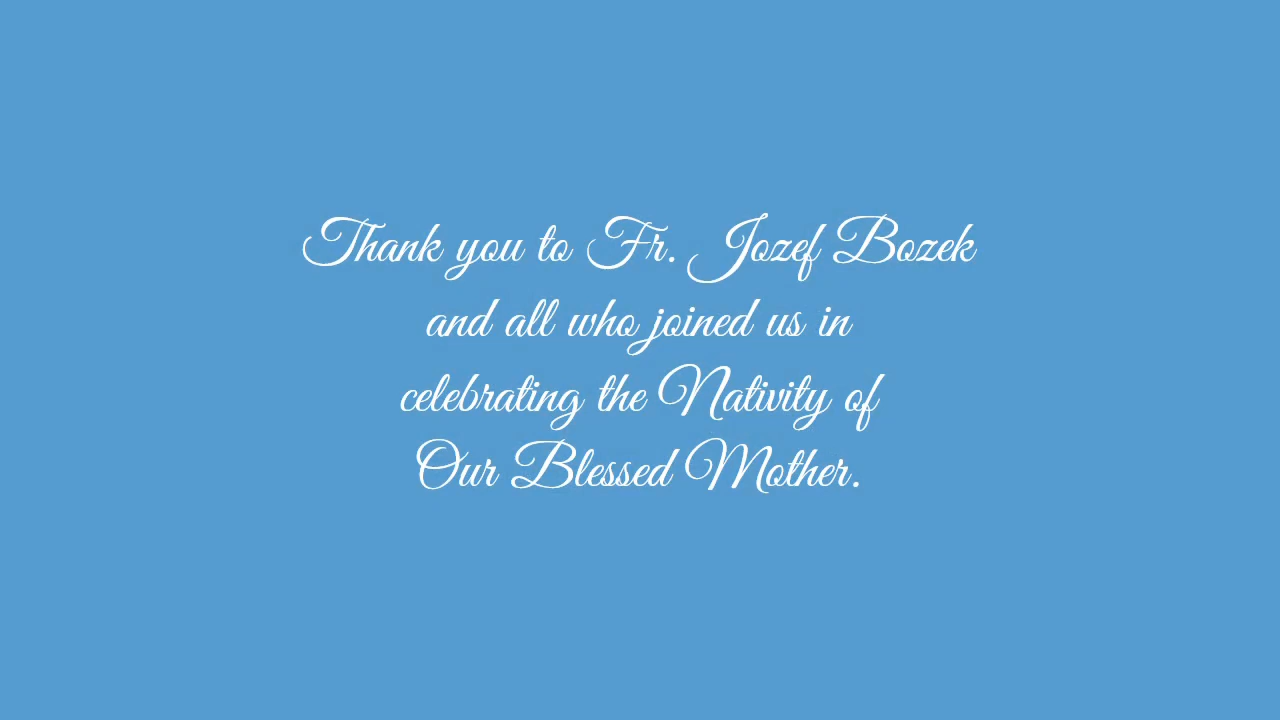 Thank you to Fr. Jozef Bozek
and all who joined us in
celebrating the Nativity of
Our Blessed Mother.